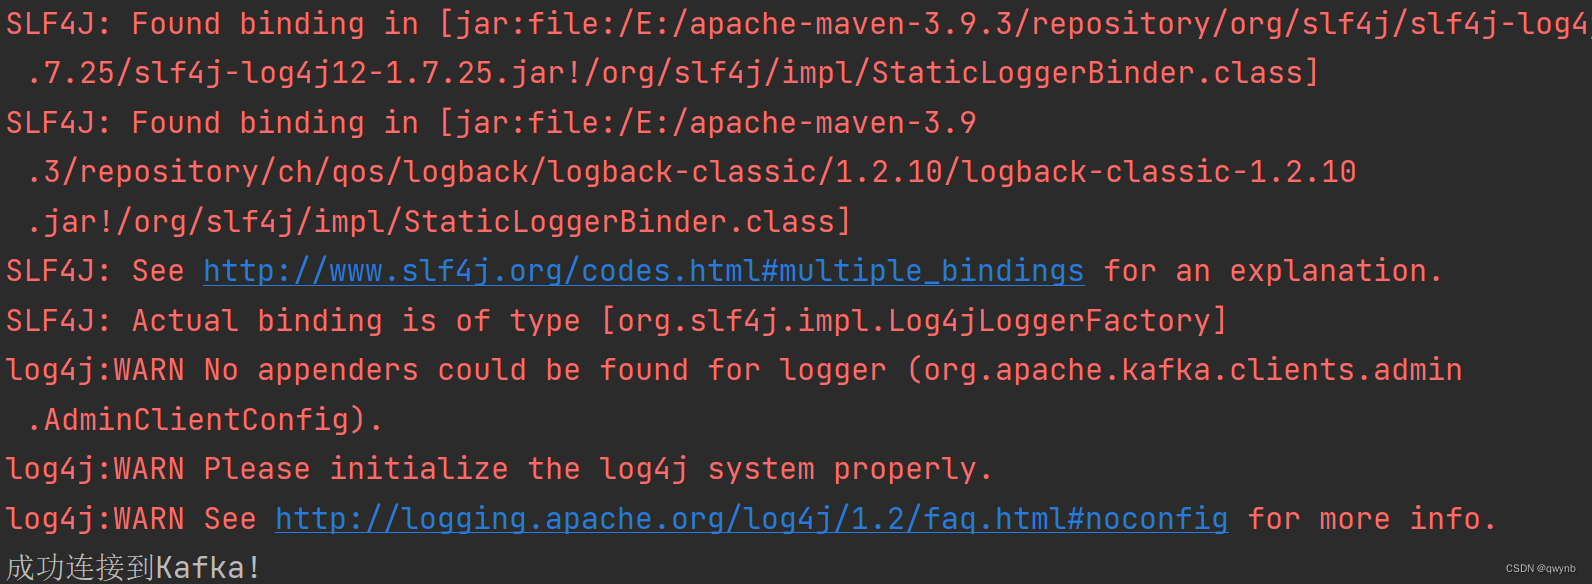 SLF4J: Found binding in [jar:file:/E:/apache-maven-3.9.3/repository/org/slf4j/slf4j-log4
.7.25/slf4j-log4j12-1.7.25.jar!/org/slf4j/impl/StaticLoggerBinder.class]
SLF4J: Found binding in [jar:file:/E:/apache-maven-3.9
.3/repository/ch/qos/logback/logback-classic/1.2.10/logback-classic-1.2.10
.jar!/org/slf4j/impl/StaticLoggerBinder.class]
SLF4J: See http://www.slf4j.org/codes.html#multiple_bindings for an explanation.
SLF4J: Actual binding is of type [org.slf4j.impl.Log4jLoggerFactory]
log4j:WARN No appenders could be found for logger (org.apache.kafka.clients.admin
.AdminClientConfig).
log4j:WARN Please initialize the log4j system properly.
log4j:WARN See http://logging.apache.org/log4j/1.2/faq.html#noconfig for more info.
成功连接到Kafka!
CSDN @qwynb